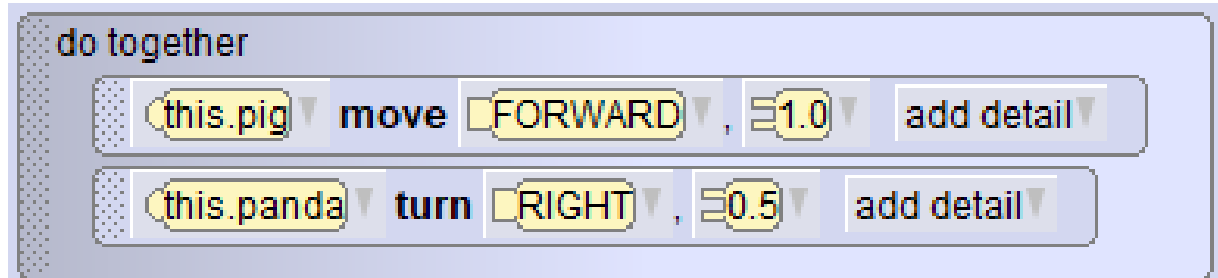 do together
this.pig move FORWARD , 1.0 add detail
this.panda turn RIGHT , 0.5 add detail